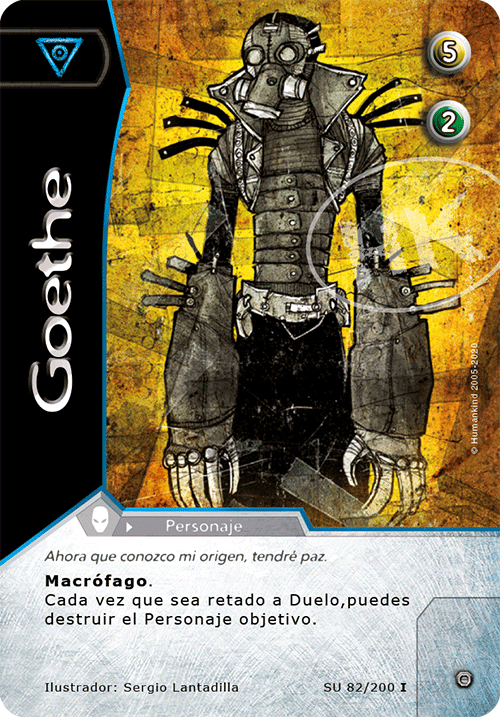 5
2
Goethe
HK
®
© Humankind 2005-2010
Personaje
Ahora que conozco mi origen, tendré paz.
Macrófago.
Cada vez que sea retado a Duelo,puedes
destruir el Personaje objetivo.
Ilustrador: Sergio Lantadilla
SU 82/200 I